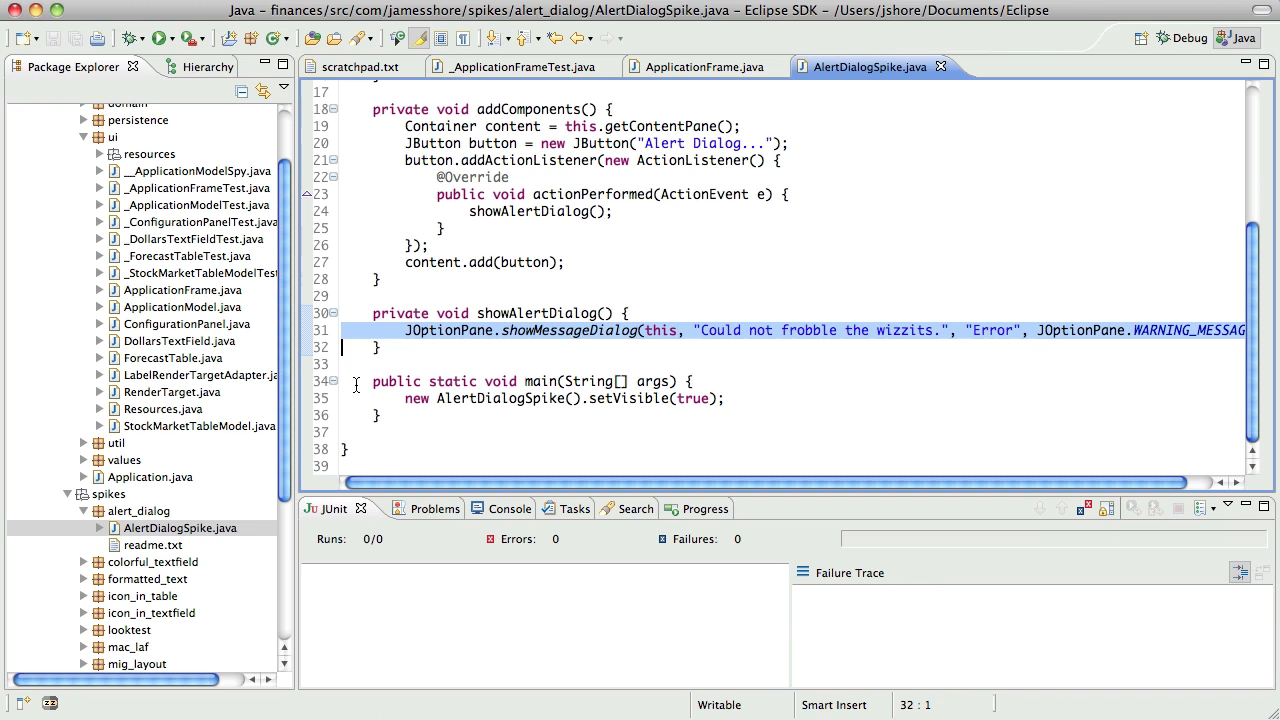 Java – finances/src/com/jamesshore/spikes/alert_dialog/AlertDialogSpike.java – Eclipse SDK – /Users/jshore/Documents/Eclipse
Debug
Java
Package Explorer
Hierarchy
scratchpad.txt
_ApplicationFrameTest.java
ApplicationFrame.java
AlertDialogSpike.java
domain
persistence
ui
resources
__ApplicationModelSpy.java
_ApplicationFrameTest.java
_ApplicationModelTest.java
_ConfigurationPanelTest.java
_DollarsTextFieldTest.java
_ForecastTableTest.java
_StockMarketTableModelTest
ApplicationFrame.java
ApplicationModel.java
ConfigurationPanel.java
DollarsTextField.java
ForecastTable.java
LabelRenderTargetAdapter.ja
RenderTarget.java
Resources.java
StockMarketTableModel.java
util
values
Application.java
spikes
alert_dialog
AlertDialogSpike.java
readme.txt
colorful_textfield
formatted_text
icon_in_table
icon_in_textfield
looktest
mac_laf
mig_layout
17
18 private void addComponents() {
19 Container content = this.getContentPane();
20 JButton button = new JButton("Alert Dialog...");
21 button.addActionListener(new ActionListener() {
22 @Override
23 public void actionPerformed(ActionEvent e) {
24 showAlertDialog();
25 }
26 });
27 content.add(button);
28 }
29
30 private void showAlertDialog() {
31 JOptionPane.showMessageDialog(this, "Could not frobble the wizzits.", "Error", JOptionPane.WARNING_MESSAG
32 }
33
34 public static void main(String[] args) {
35 new AlertDialogSpike().setVisible(true);
36 }
37
38 }
39
JUnit
Problems
Console
Tasks
Search
Progress
Runs: 0/0
Errors: 0
Failures: 0
Failure Trace
Writable
Smart Insert
32 : 1